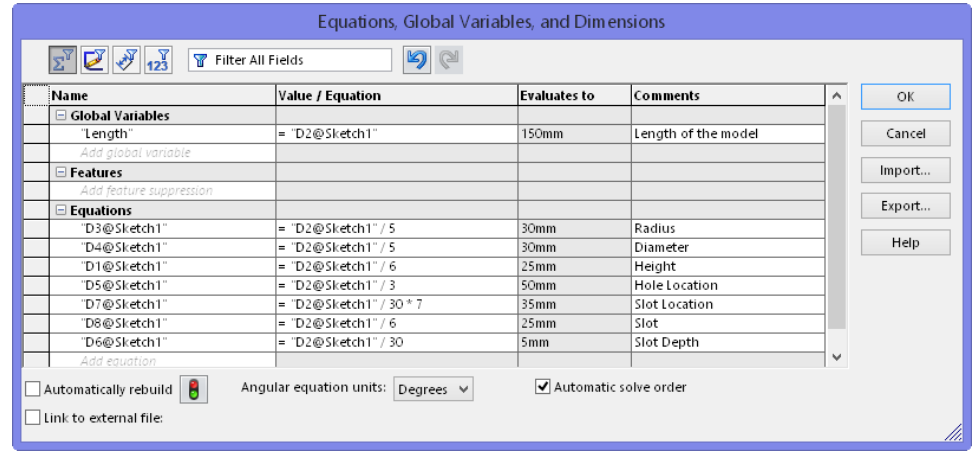 Equations, Global Variables, and Dimensions
Σ 123 Filter All Fields
Name Value / Equation Evaluates to Comments
Global Variables
"Length" = "D2@Sketch1" 150mm Length of the model
Add global variable
Features
Add feature suppression
Equations
"D3@Sketch1" = "D2@Sketch1" / 5 30mm Radius
"D4@Sketch1" = "D2@Sketch1" / 5 30mm Diameter
"D1@Sketch1" = "D2@Sketch1" / 6 25mm Height
"D5@Sketch1" = "D2@Sketch1" / 3 50mm Hole Location
"D7@Sketch1" = "D2@Sketch1" / 30 * 7 35mm Slot Location
"D8@Sketch1" = "D2@Sketch1" / 6 25mm Slot
"D6@Sketch1" = "D2@Sketch1" / 30 5mm Slot Depth
Add equation
OK
Cancel
Import...
Export...
Help
Automatically rebuild Angular equation units: Degrees Automatic solve order
Link to external file: